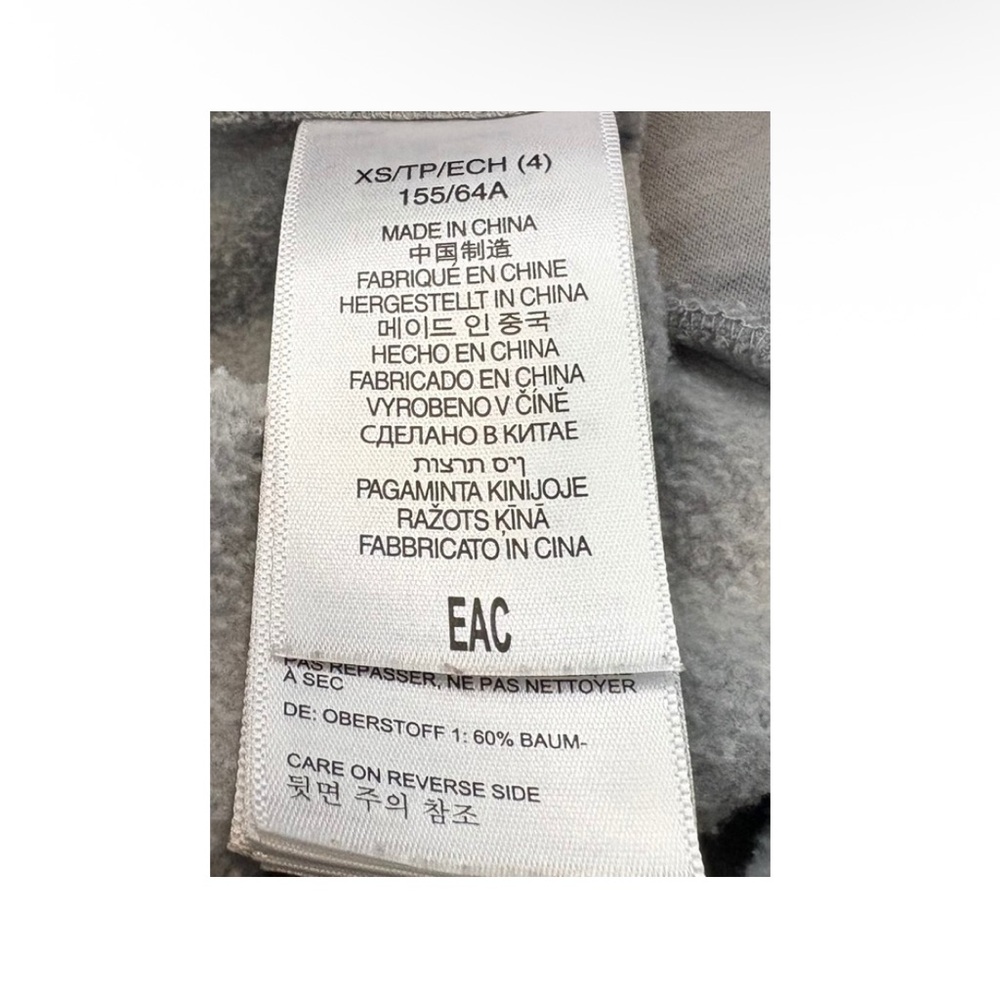 XS/TP/ECH (4)
155/64A
MADE IN CHINA
中国制造
FABRIQUÉ EN CHINE
HERGESTELLT IN CHINA
메이드 인 중국
HECHO EN CHINA
FABRICADO EN CHINA
VYROBENO V ČÍNĚ
СДЕЛАНО В КИТАЕ
ןיס תרצות
PAGAMINTA KINIJOJE
RAŽOTS ĶĪNĀ
FABBRICATO IN CINA
EAC
PAS REPASSER, NE PAS NETTOYER
À SEC
DE: OBERSTOFF 1: 60% BAUM-
CARE ON REVERSE SIDE
뒷면 주의 참조